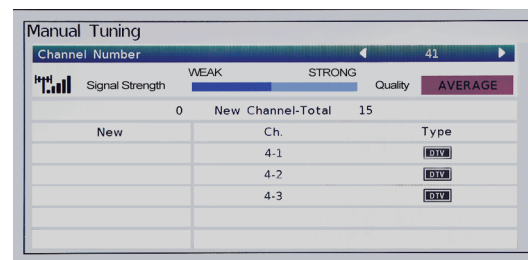 Manual Tuning
Channel Number 41
WEAK STRONG
Signal Strength Quality AVERAGE
0 New Channel-Total 15
New Ch. Type
4-1 DTV
4-2 DTV
4-3 DTV